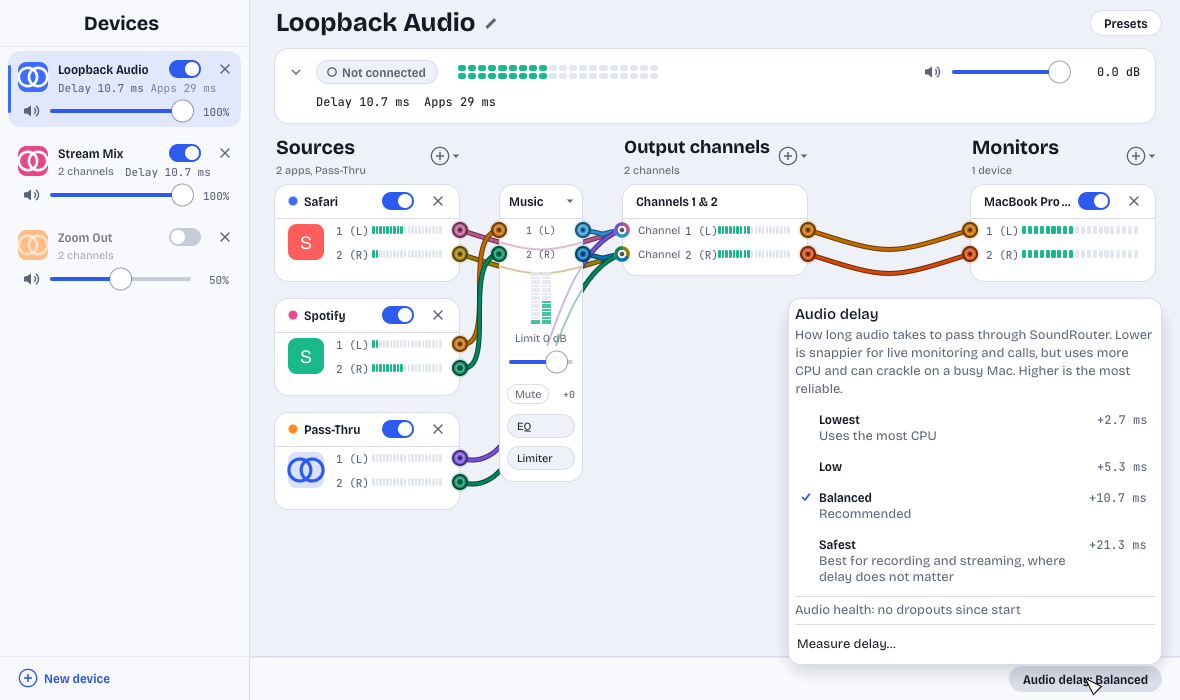 Devices
Loopback Audio
Delay 10.7 ms Apps 29 ms
100%
Stream Mix
2 channels Delay 10.7 ms
100%
Zoom Out
2 channels
50%
New device
Loopback Audio
Presets
Not connected
0.0 dB
Delay 10.7 ms Apps 29 ms
Sources
2 apps, Pass-Thru
Output channels
2 channels
Monitors
1 device
Safari
S
1 (L)
2 (R)
Spotify
S
1 (L)
2 (R)
Pass-Thru
1 (L)
2 (R)
Music
1 (L)
2 (R)
Limit 0 dB
Mute +0
EQ
Limiter
Channels 1 & 2
Channel 1 (L)
Channel 2 (R)
MacBook Pro...
1 (L)
2 (R)
Audio delay
How long audio takes to pass through SoundRouter. Lower
is snappier for live monitoring and calls, but uses more
CPU and can crackle on a busy Mac. Higher is the most
reliable.
Lowest +2.7 ms
Uses the most CPU
Low +5.3 ms
Balanced +10.7 ms
Recommended
Safest +21.3 ms
Best for recording and streaming, where
delay does not matter
Audio health: no dropouts since start
Measure delay...
Audio delay: Balanced